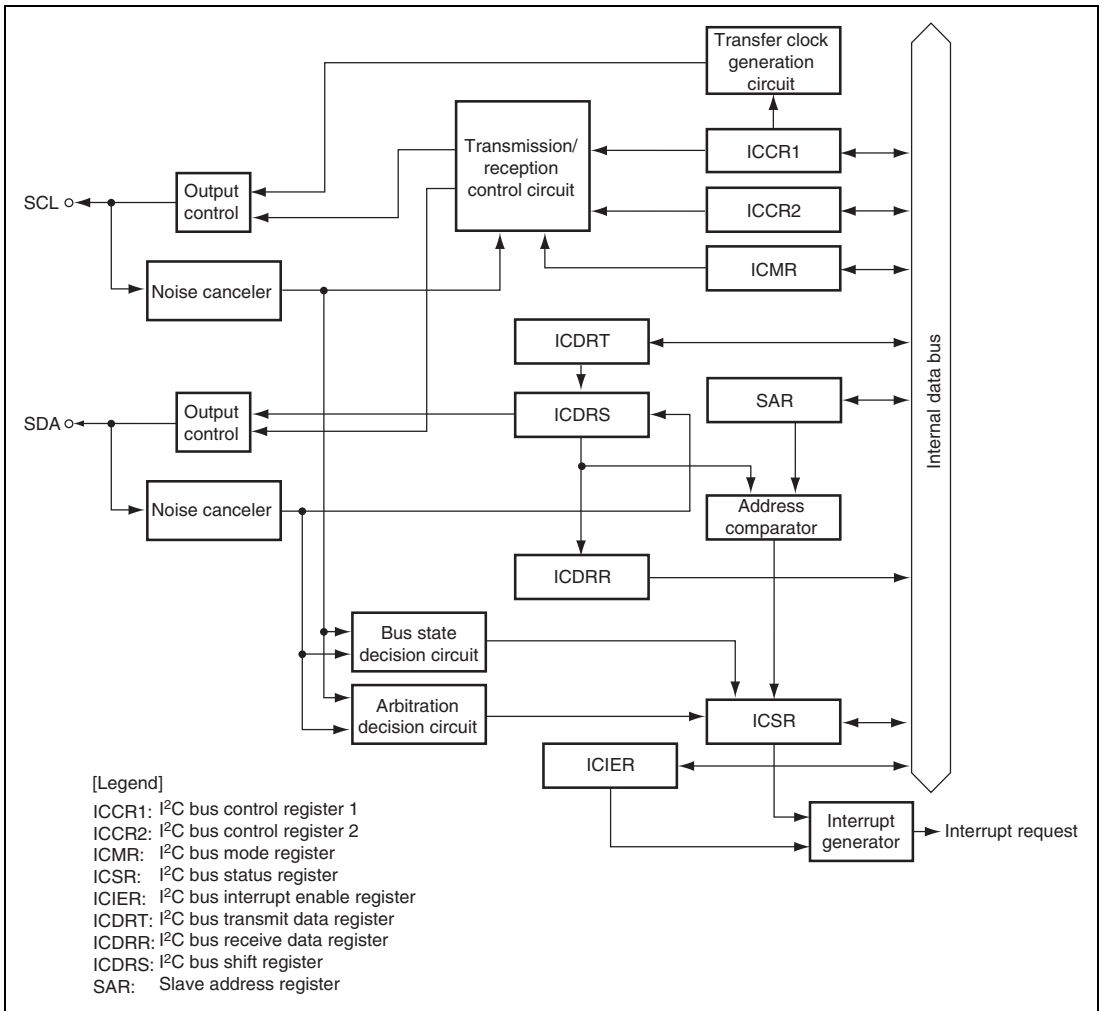 Transfer clock
generation
circuit
Transmission/
reception
control circuit
ICCR1
SCL
Output
control
ICCR2
ICMR
Noise canceler
ICDRT
Internal data bus
SAR
SDA
Output
control
ICDRS
Noise canceler
Address
comparator
ICDRR
Bus state
decision circuit
Arbitration
decision circuit
ICSR
ICIER
Interrupt
generator
Interrupt request
[Legend]
ICCR1: I²C bus control register 1
ICCR2: I²C bus control register 2
ICMR: I²C bus mode register
ICSR: I²C bus status register
ICIER: I²C bus interrupt enable register
ICDRT: I²C bus transmit data register
ICDRR: I²C bus receive data register
ICDRS: I²C bus shift register
SAR: Slave address register